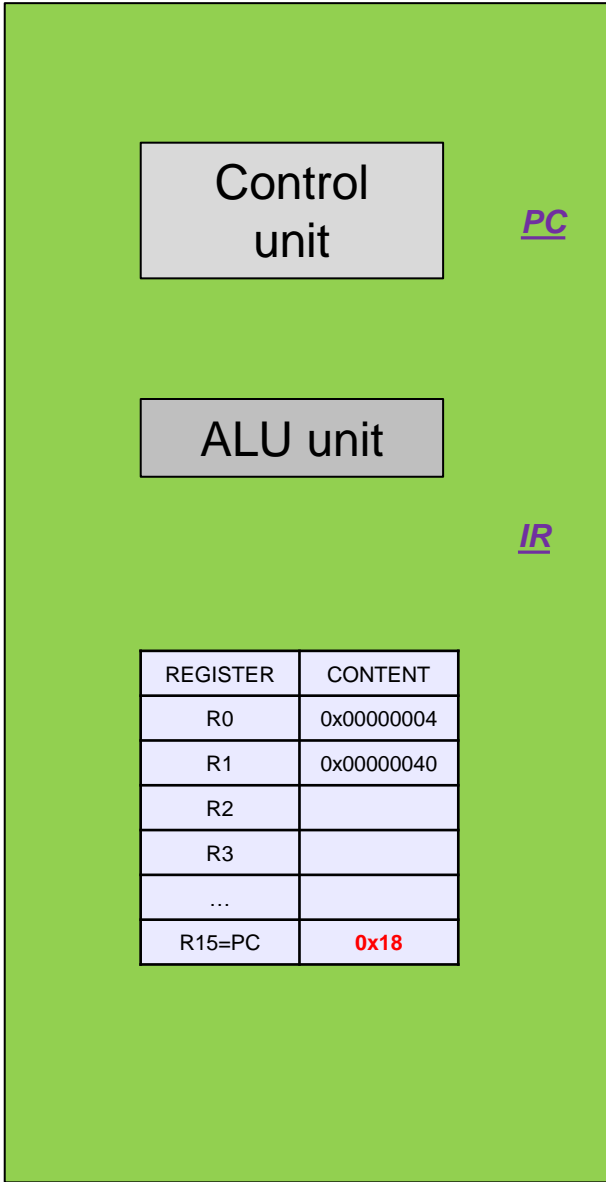 Control
unit
PC
ALU unit
IR
REGISTER CONTENT
R0 0x00000004
R1 0x00000040
R2
R3
…
R15=PC 0x18